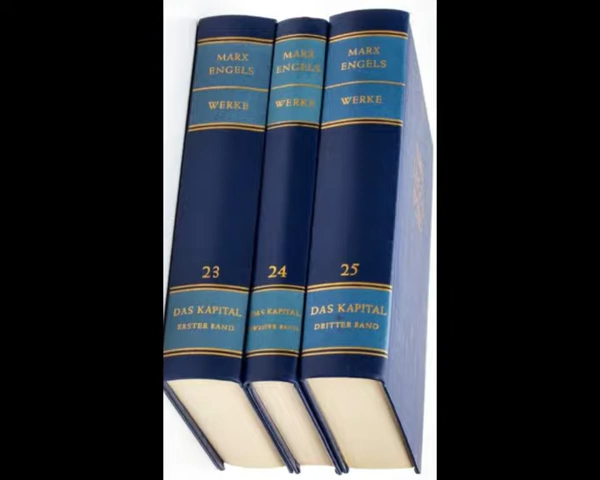 MARX
ENGELS
WERKE
23
DAS KAPITAL
ERSTER BAND
MARX
ENGELS
WERKE
24
DAS KAPITAL
ZWEITER BAND
MARX
ENGELS
WERKE
25
DAS KAPITAL
DRITTER BAND